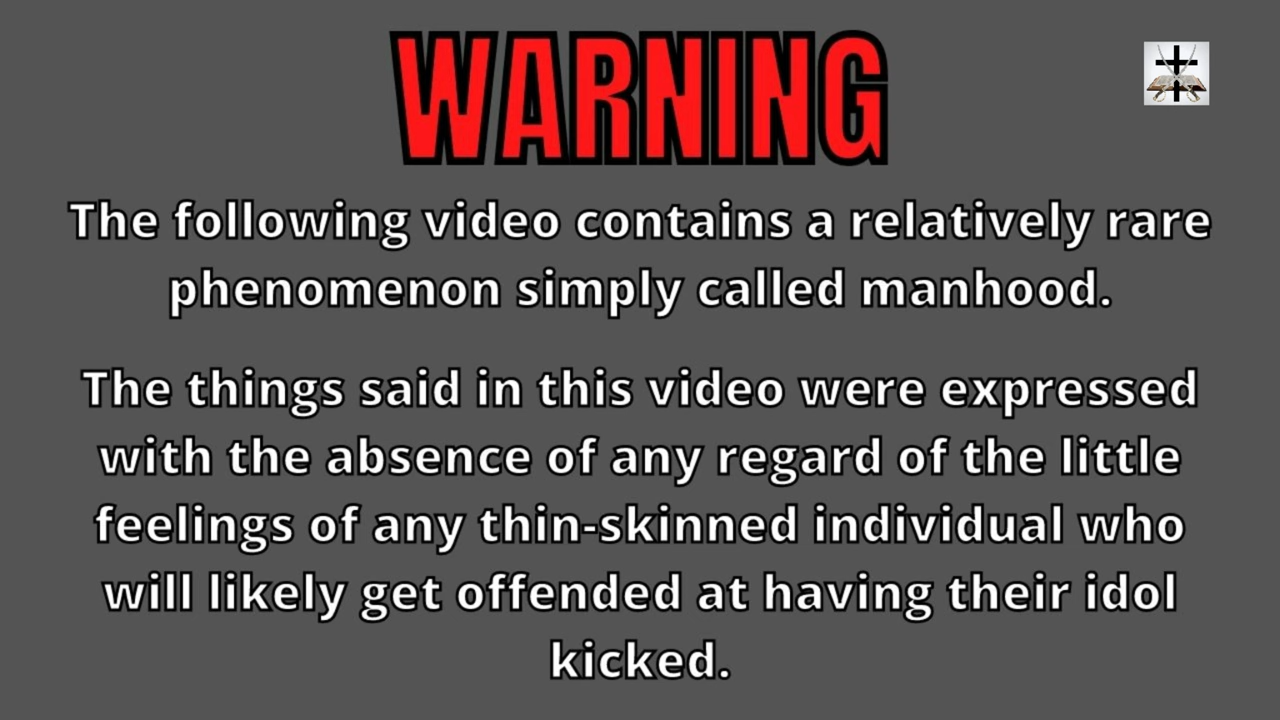 WARNING
The following video contains a relatively rare
phenomenon simply called manhood.
The things said in this video were expressed
with the absence of any regard of the little
feelings of any thin-skinned individual who
will likely get offended at having their idol
kicked.